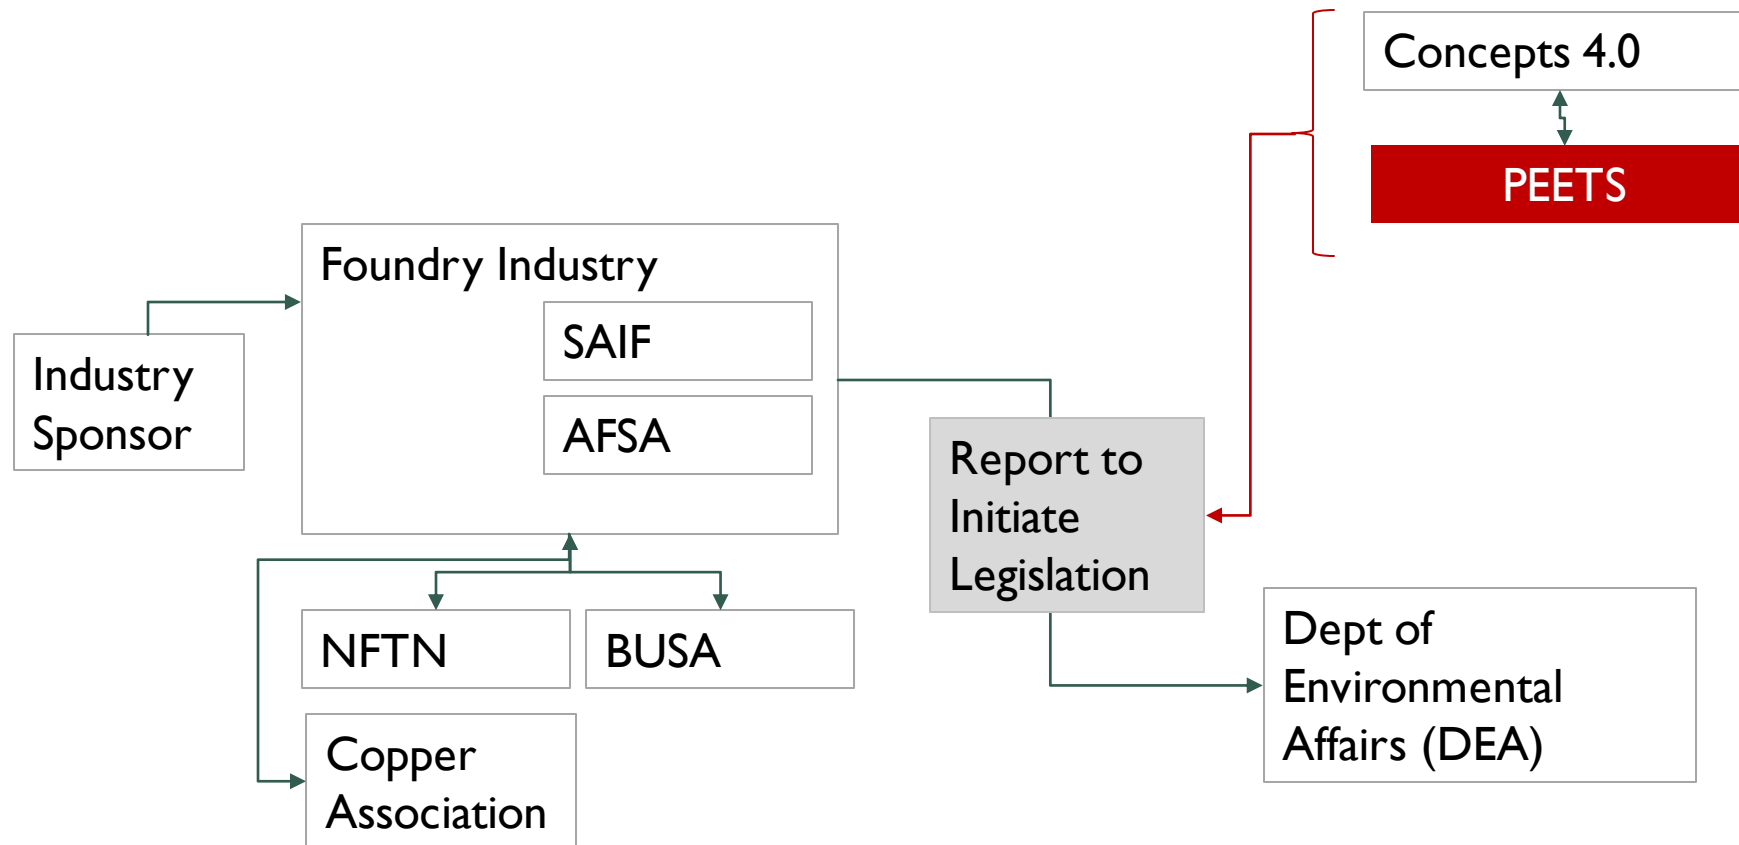 Concepts 4.0
PEETS
Foundry Industry
SAIF
AFSA
Industry
Sponsor
Report to
Initiate
Legislation
NFTN
BUSA
Copper
Association
Dept of
Environmental
Affairs (DEA)